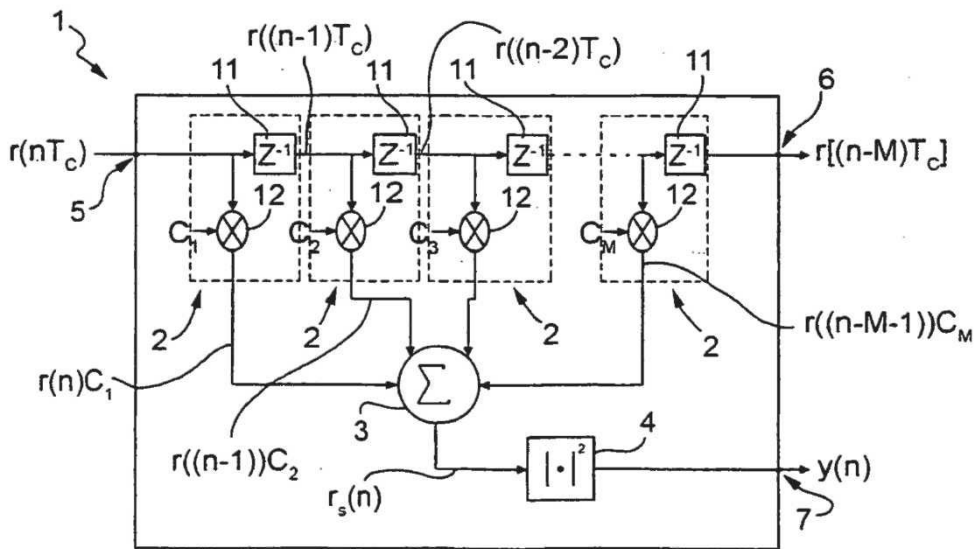 1
r((n-1)T_C)
r((n-2)T_C)
11
11
11
11
6
r(nT_C)
Z⁻¹
Z⁻¹
Z⁻¹
Z⁻¹
r[(n-M)T_C]
5
12
12
12
12
C_1
C_2
C_3
C_M
2
2
2
2
r((n-M-1))C_M
r(n)C_1
Σ
3
4
r((n-1))C_2
|•|²
y(n)
r_s(n)
7